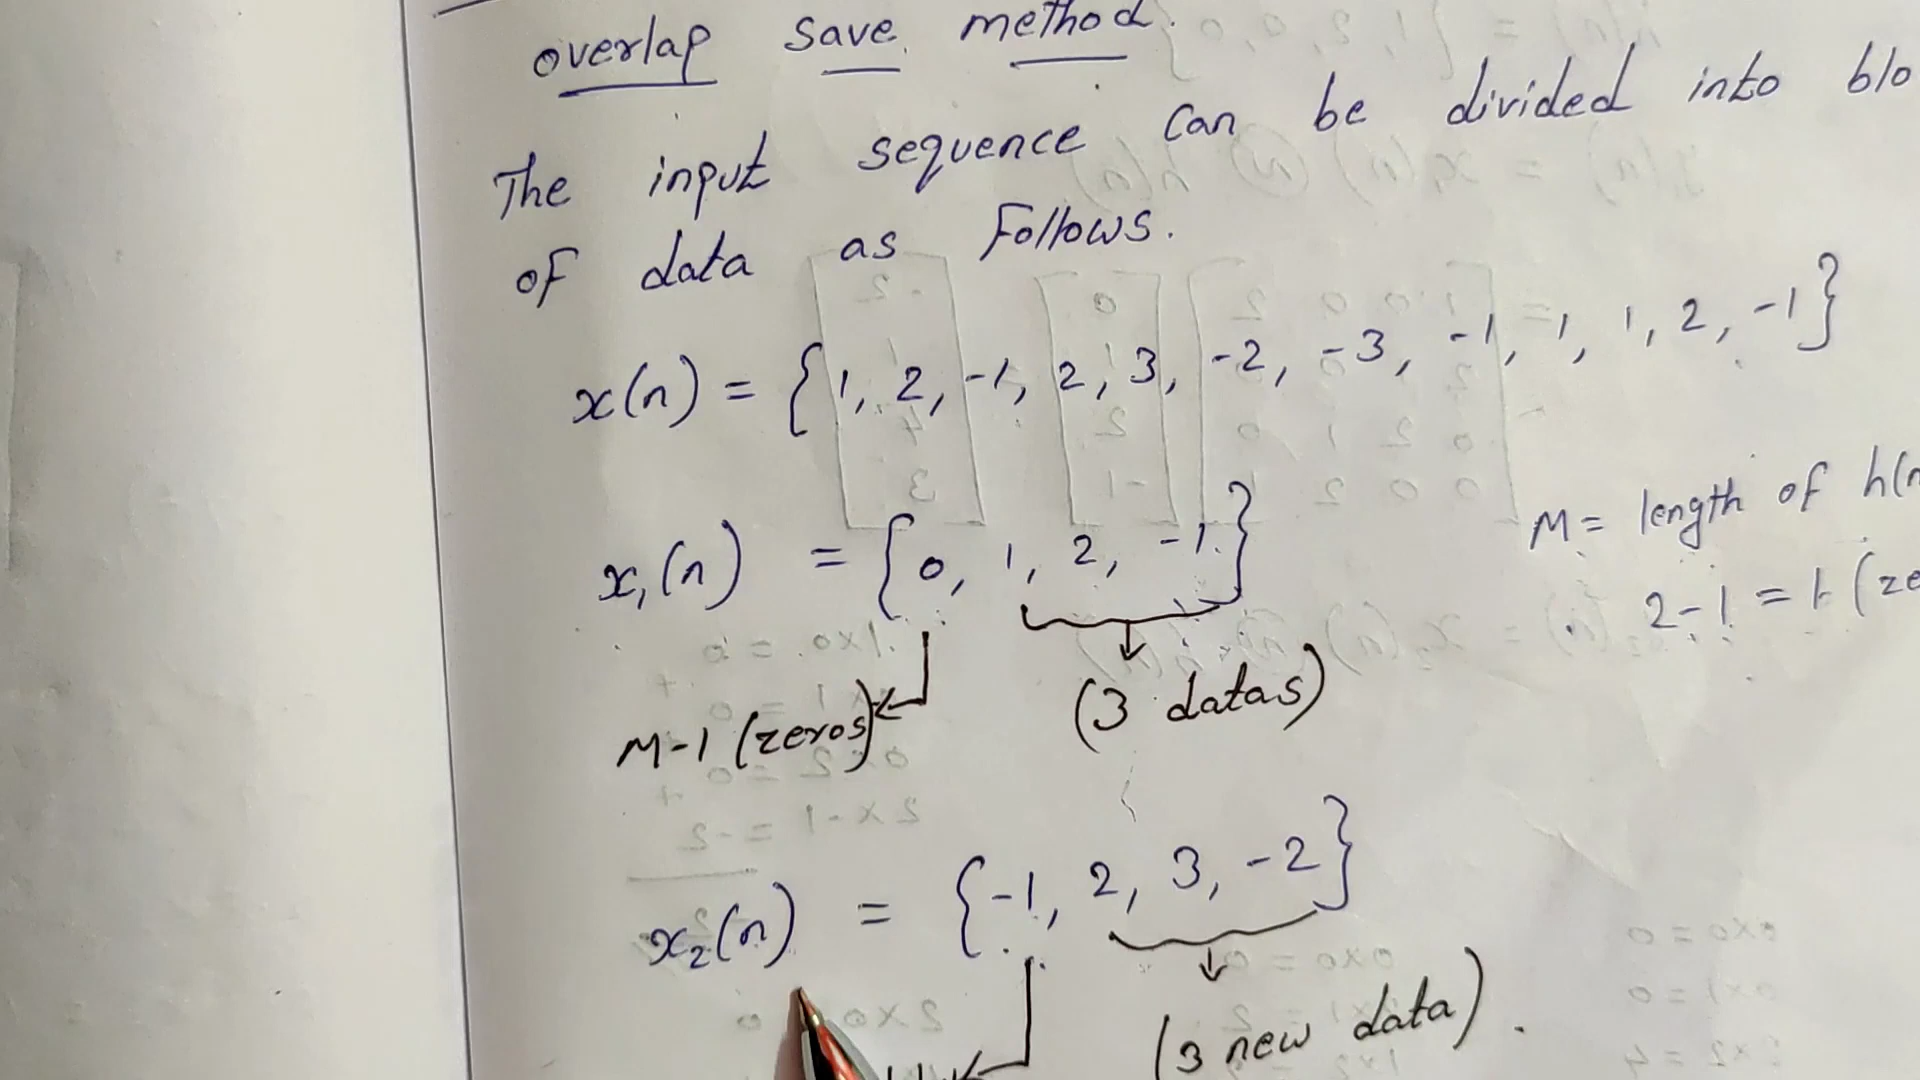 overlap save method.
The input sequence can be divided into blo
of data as follows.
x(n) = {1, 2, -1, 2, 3, -2, -3, -1, 1, 1, 2, -1}
M = length of h(n
x₁(n) = {0, 1, 2, -1}
2-1 = 1 (ze
M-1 (zeros)
(3 datas)
x₂(n) = {-1, 2, 3, -2}
(3 new data).